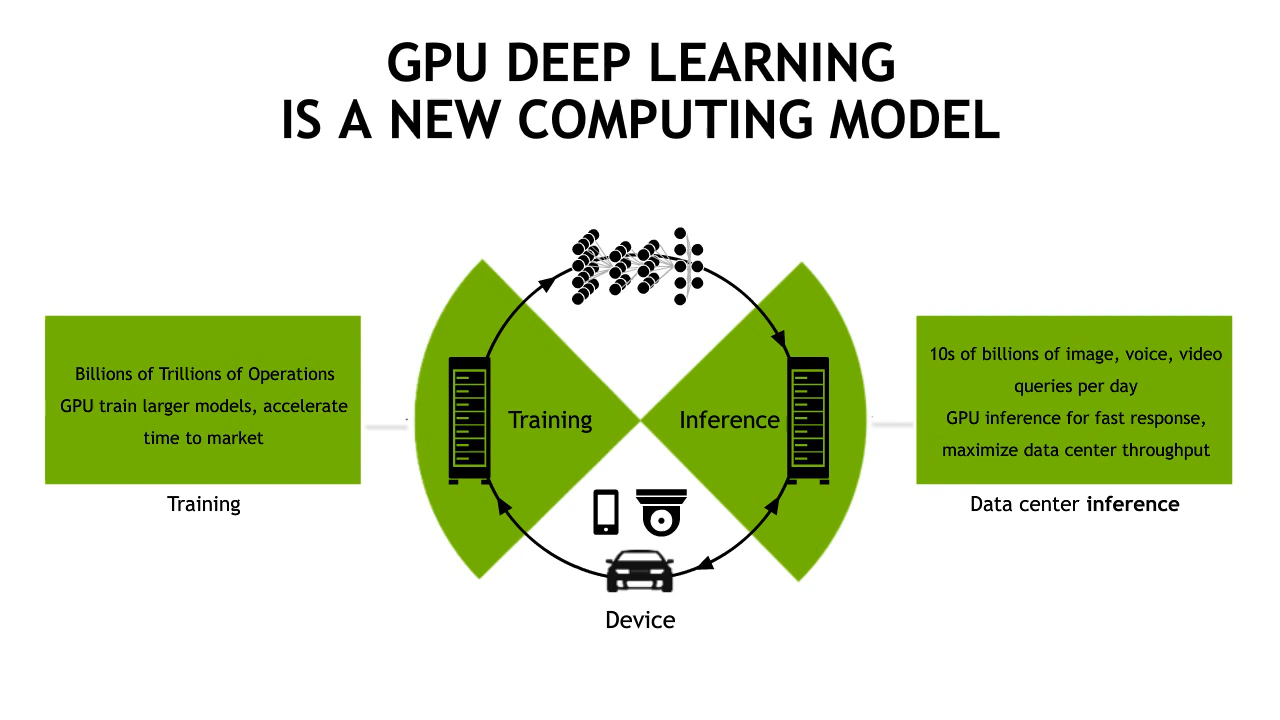 GPU DEEP LEARNING
IS A NEW COMPUTING MODEL
Billions of Trillions of Operations
GPU train larger models, accelerate
time to market
Training
Training
Inference
Device
10s of billions of image, voice, video
queries per day
GPU inference for fast response,
maximize data center throughput
Data center inference